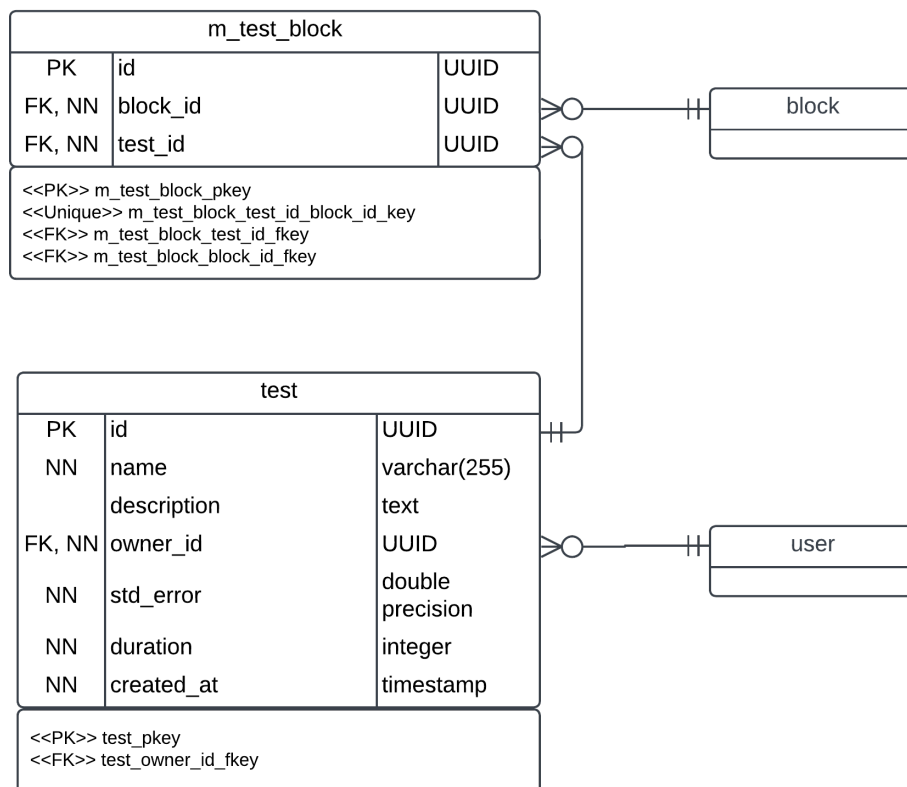 m_test_block
PK id UUID
FK, NN block_id UUID
FK, NN test_id UUID
<<PK>> m_test_block_pkey
<<Unique>> m_test_block_test_id_block_id_key
<<FK>> m_test_block_test_id_fkey
<<FK>> m_test_block_block_id_fkey
block
test
PK id UUID
NN name varchar(255)
description text
FK, NN owner_id UUID
NN std_error double
precision
NN duration integer
NN created_at timestamp
<<PK>> test_pkey
<<FK>> test_owner_id_fkey
user